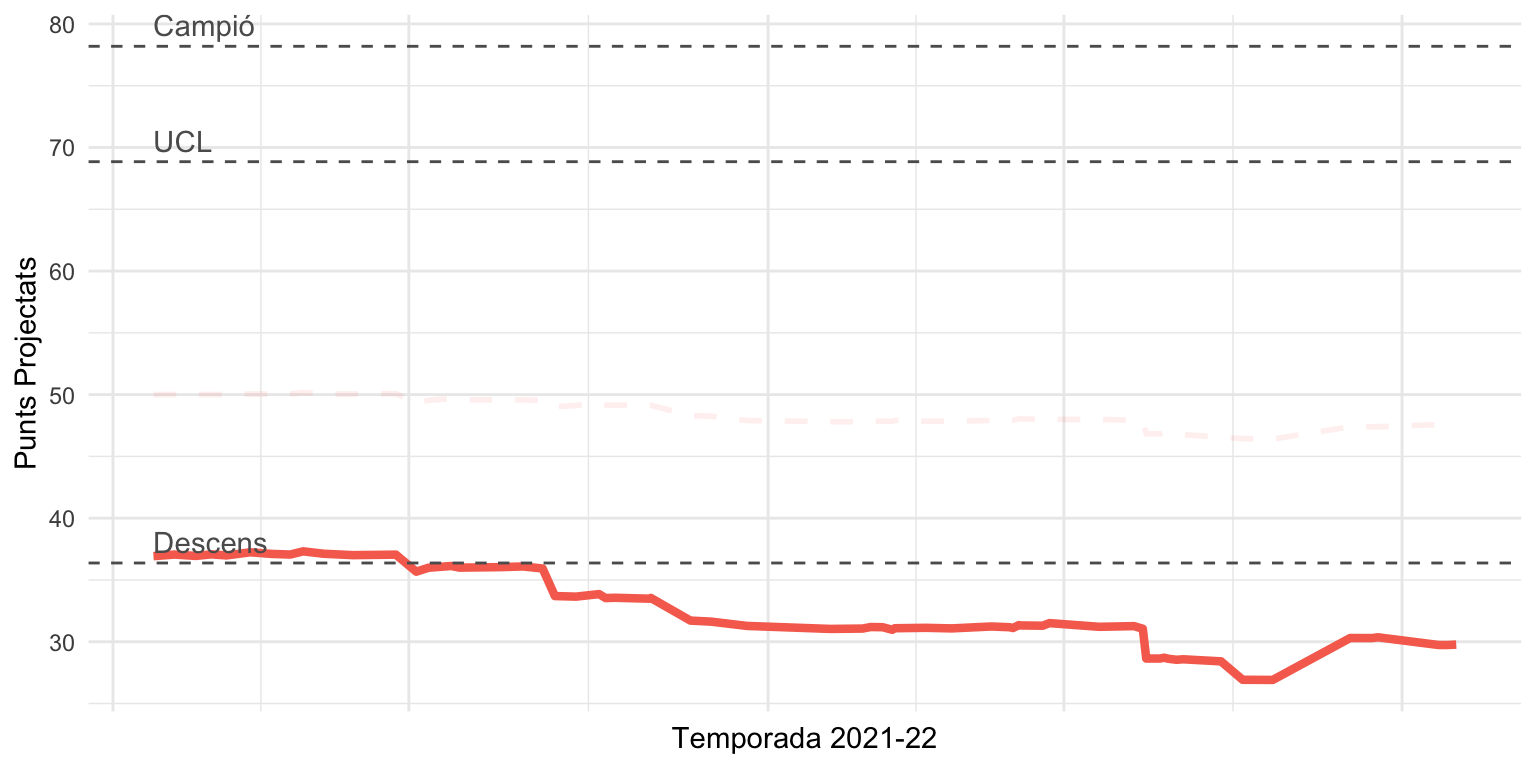 80
Campió
UCL
70
60
Punts Projectats
50
40
Descens
30
Temporada 2021-22